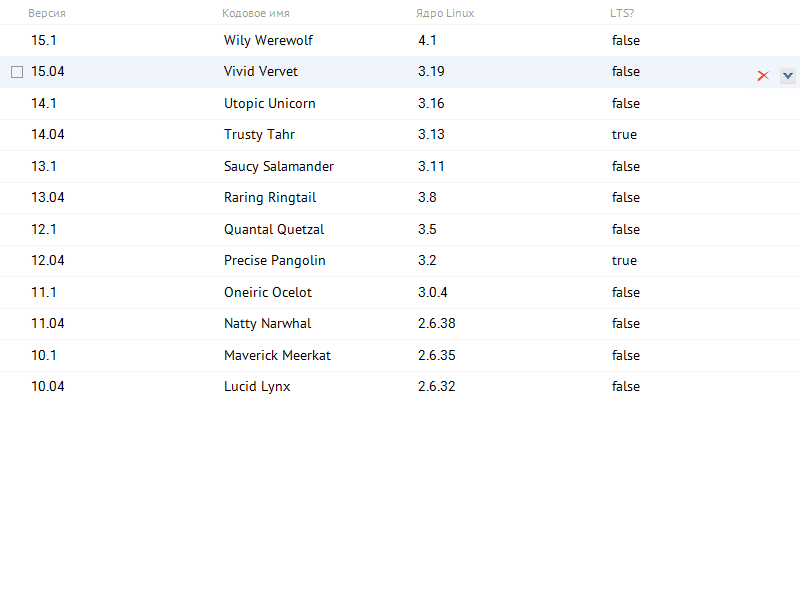 Версия Кодовое имя Ядро Linux LTS?
15.1 Wily Werewolf 4.1 false
15.04 Vivid Vervet 3.19 false
14.1 Utopic Unicorn 3.16 false
14.04 Trusty Tahr 3.13 true
13.1 Saucy Salamander 3.11 false
13.04 Raring Ringtail 3.8 false
12.1 Quantal Quetzal 3.5 false
12.04 Precise Pangolin 3.2 true
11.1 Oneiric Ocelot 3.0.4 false
11.04 Natty Narwhal 2.6.38 false
10.1 Maverick Meerkat 2.6.35 false
10.04 Lucid Lynx 2.6.32 false